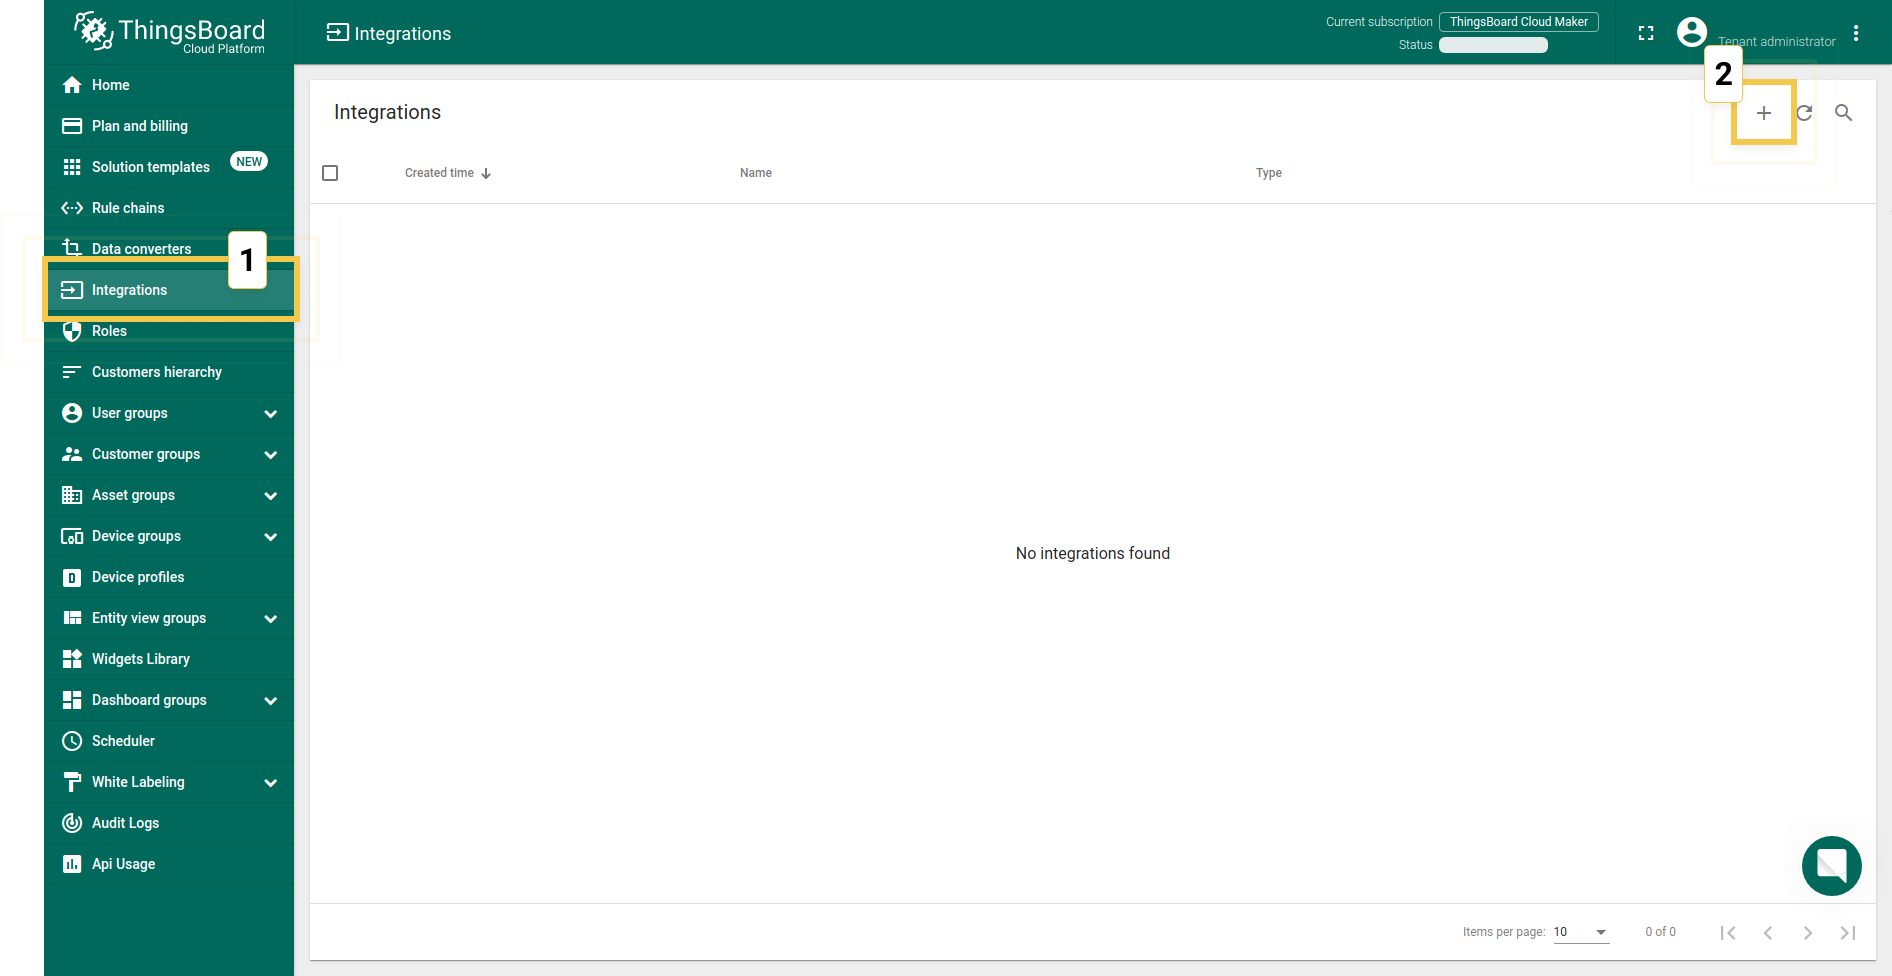 ThingsBoard
Cloud Platform
Integrations
Current subscription ThingsBoard Cloud Maker
Status
Tenant administrator
Home
Plan and billing
Solution templates NEW
Rule chains
Data converters
1
Integrations
Roles
Customers hierarchy
User groups
Customer groups
Asset groups
Device groups
Device profiles
Entity view groups
Widgets Library
Dashboard groups
Scheduler
White Labeling
Audit Logs
Api Usage
2
Integrations
Created time Name Type
No integrations found
Items per page: 10 0 of 0